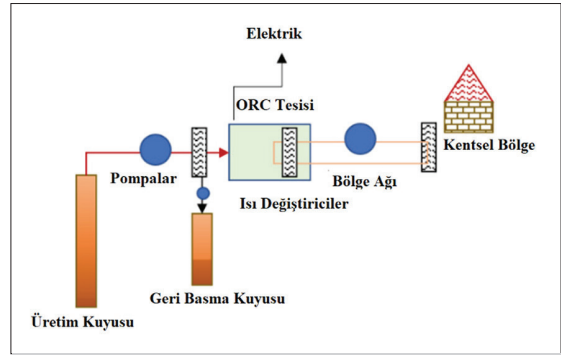 Elektrik
ORC Tesisi
Kentsel Bölge
Pompalar
Bölge Ağı
Isı Değiştiriciler
Geri Basma Kuyusu
Üretim Kuyusu